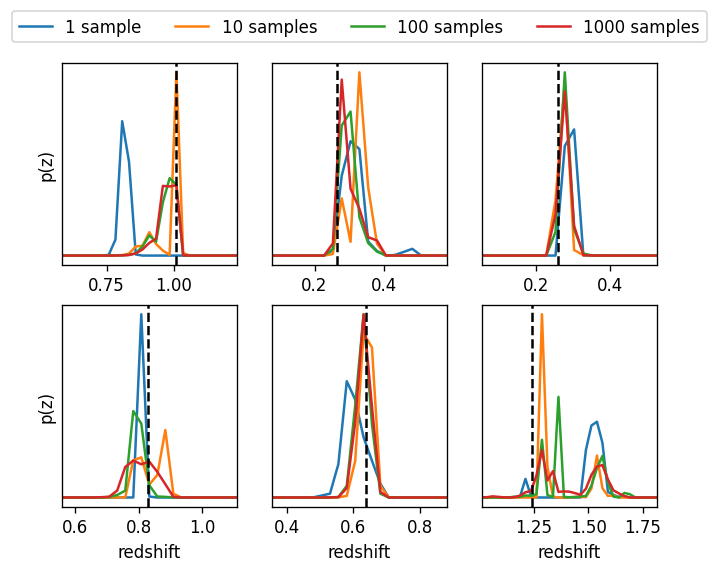 1 sample 10 samples 100 samples 1000 samples
p(z)
0.75 1.00 0.2 0.4 0.2 0.4
p(z)
0.6 0.8 1.0 0.4 0.6 0.8 1.25 1.50 1.75
redshift redshift redshift